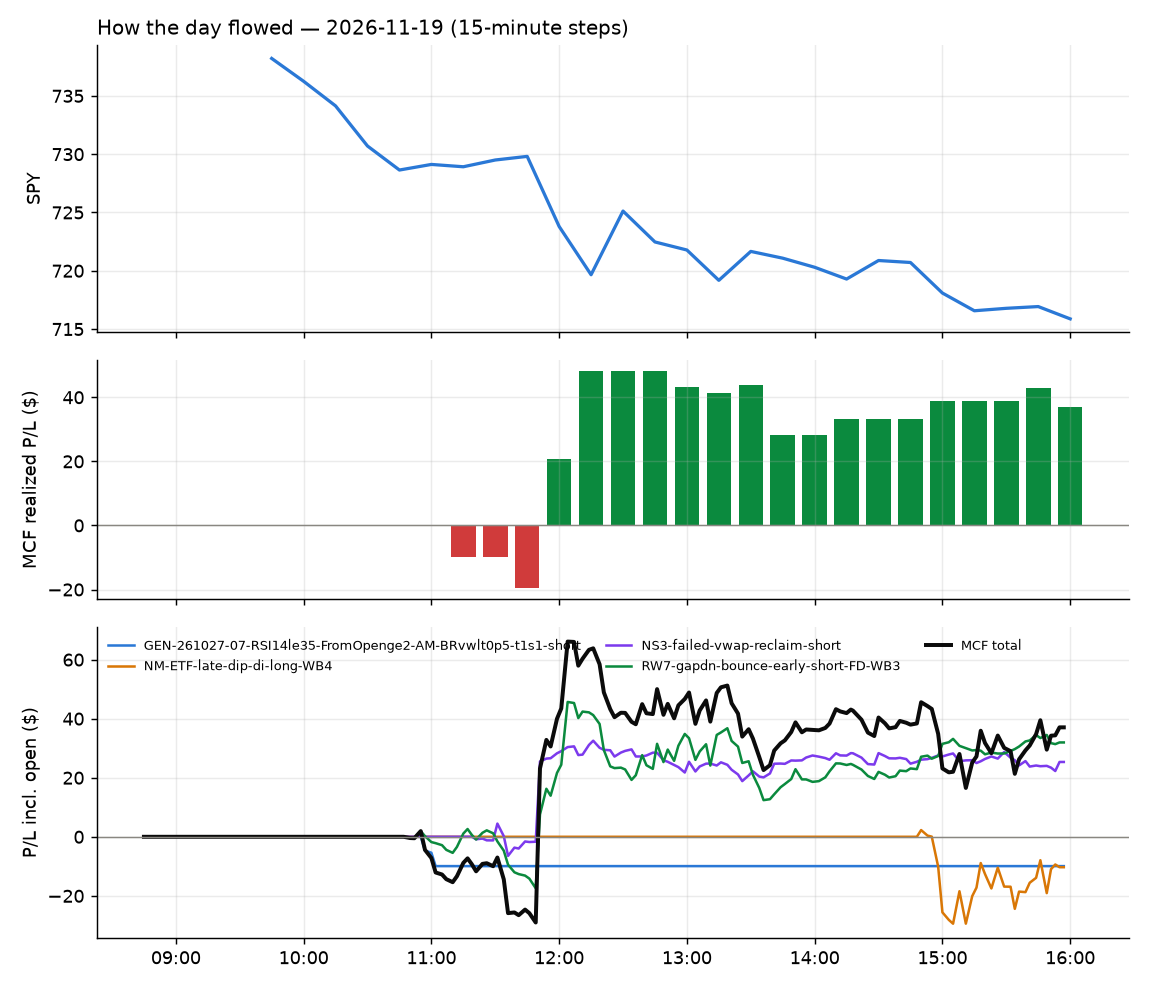 How the day flowed — 2026-11-19 (15-minute steps)
735
730
725
720
715
SPY
40
20
0
−20
MCF realized P/L ($)
GEN-261027-07-RSI14le35-FromOpenge2-AM-BRvwlt0p5-t1s1-short
NM-ETF-late-dip-di-long-WB4
NS3-failed-vwap-reclaim-short
RW7-gapdn-bounce-early-short-FD-WB3
MCF total
60
40
20
0
−20
P/L incl. open ($)
09:00 10:00 11:00 12:00 13:00 14:00 15:00 16:00